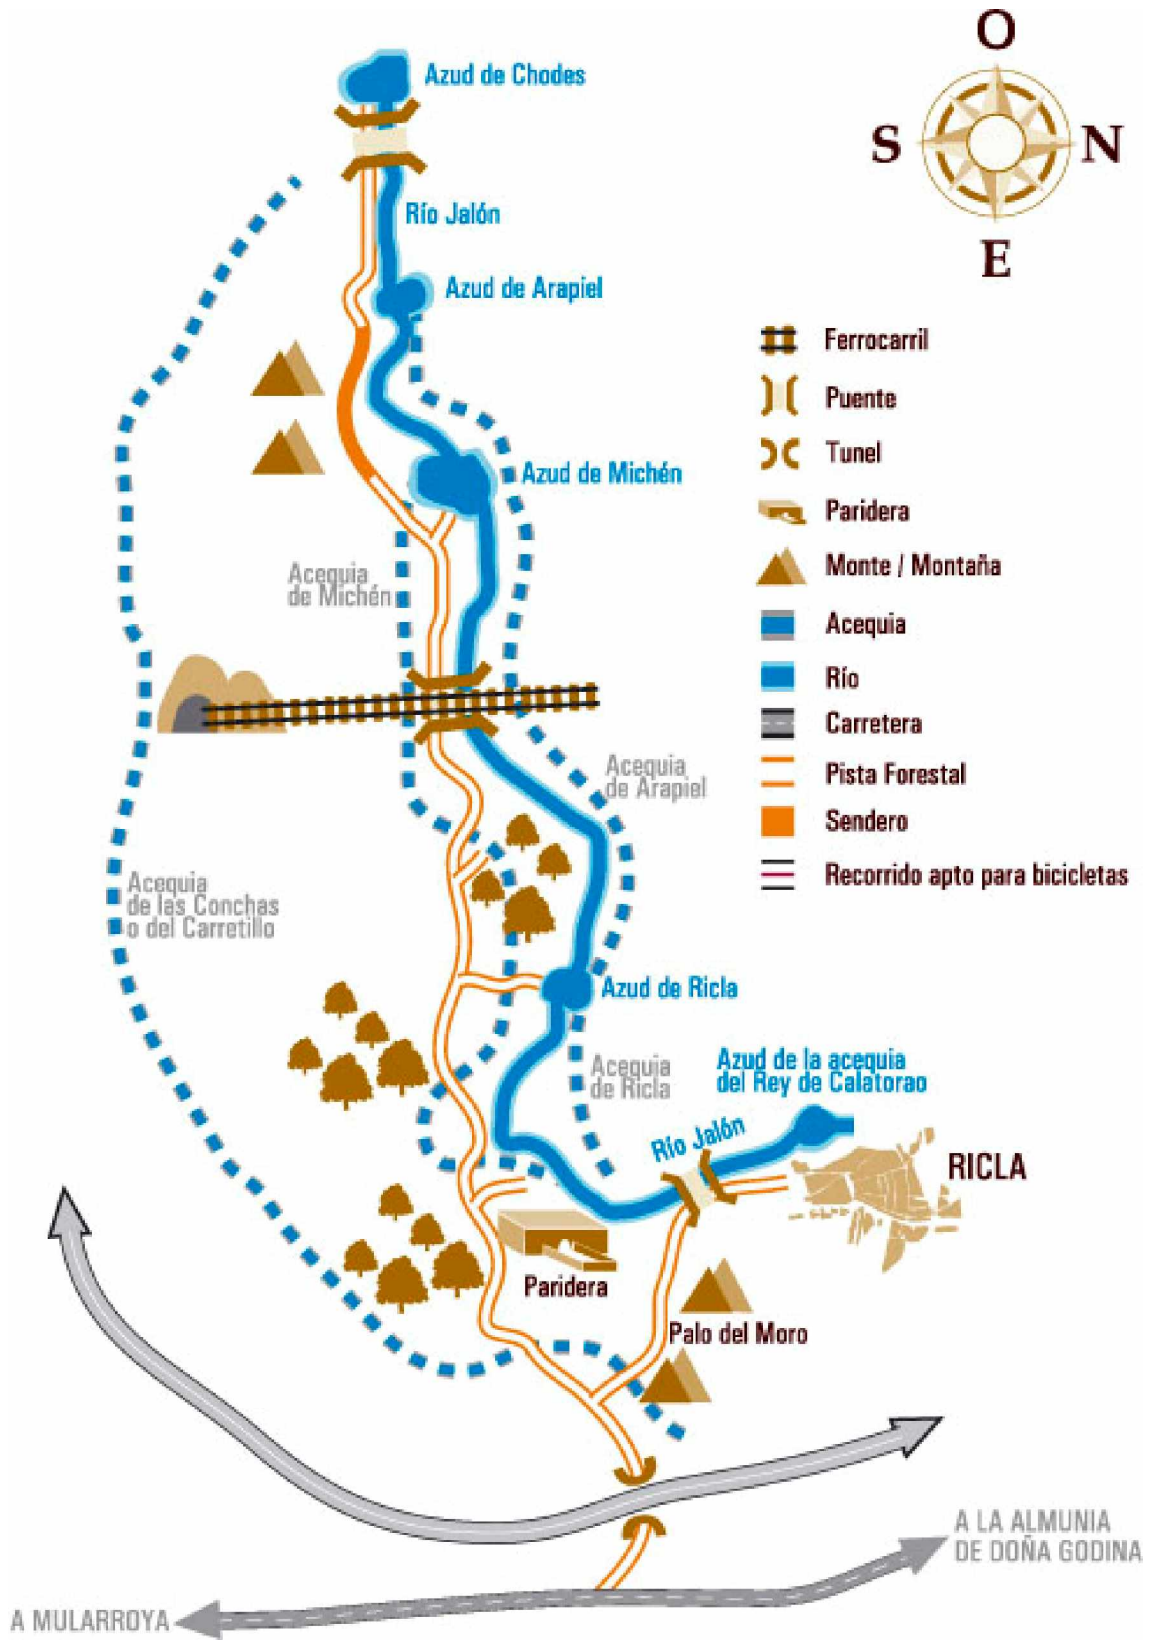 O
S
N
E
Azud de Chodes
Río Jalón
Azud de Arapiel
Ferrocarril
Puente
Tunel
Paridera
Monte / Montaña
Acequia
Río
Carretera
Pista Forestal
Sendero
Recorrido apto para bicicletas
Azud de Michén
Acequia
de Michén
Acequia
de Arapiel
Acequia
de las Conchas
o del Carretillo
Azud de Ricla
Acequia
de Ricla
Azud de la acequia
del Rey de Calatorao
Río Jalón
RICLA
Paridera
Palo del Moro
A LA ALMUNIA
DE DOÑA GODINA
A MULARROYA